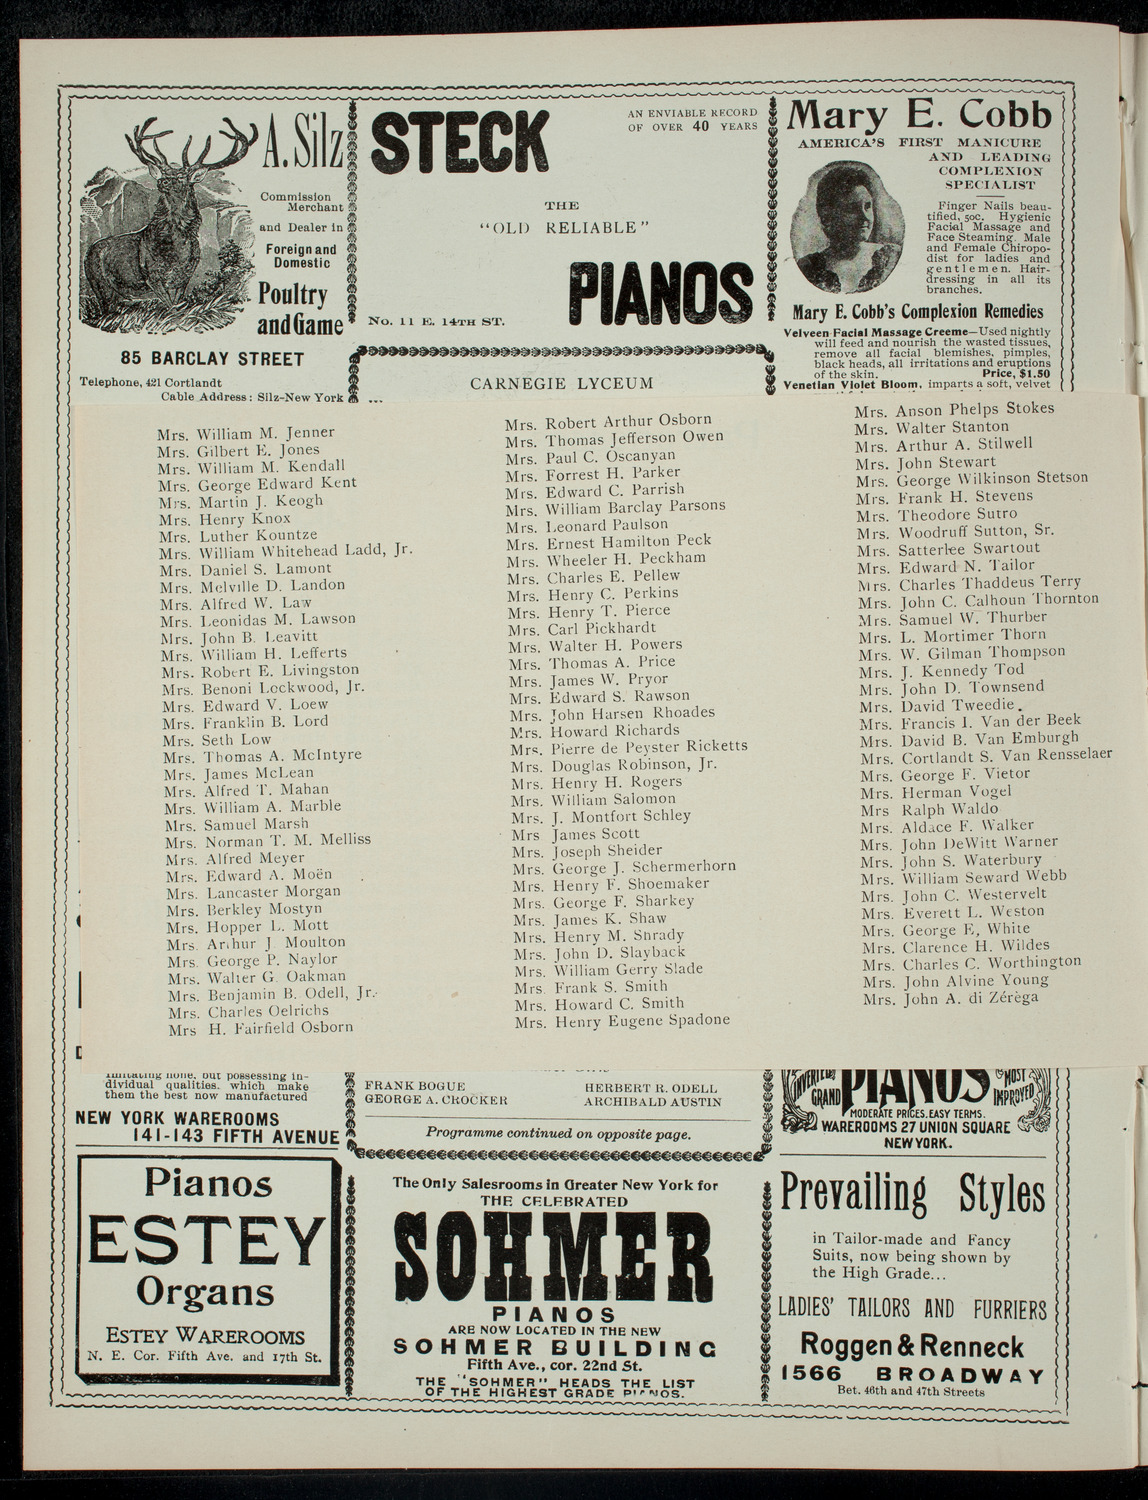 A. Silz
Commission
Merchant
and Dealer in
Foreign and
Domestic
Poultry
and Game
85 BARCLAY STREET
Telephone, 421 Cortlandt
Cable Address: Silz-New York
STECK
AN ENVIABLE RECORD
OF OVER 40 YEARS
THE
"OLD RELIABLE"
PIANOS
No. 11 E. 14TH ST.
CARNEGIE LYCEUM
Mary E. Cobb
AMERICA'S FIRST MANICURE
AND LEADING
COMPLEXION
SPECIALIST
Finger Nails beau-
tified, 50c. Hygienic
Facial Massage and
Face Steaming. Male
and Female Chiropo-
dist for ladies and
gentlemen. Hair-
dressing in all its
branches.
Mary E. Cobb's Complexion Remedies
Velveen Facial Massage Creeme—Used nightly
will feed and nourish the wasted tissues,
remove all facial blemishes, pimples,
black heads, all irritations and eruptions
of the skin. Price, $1.50
Venetian Violet Bloom, imparts a soft, velvet
Mrs. William M. Jenner
Mrs. Gilbert E. Jones
Mrs. William M. Kendall
Mrs. George Edward Kent
Mrs. Martin J. Keogh
Mrs. Henry Knox
Mrs. Luther Kountze
Mrs. William Whitehead Ladd, Jr.
Mrs. Daniel S. Lamont
Mrs. Melville D. Landon
Mrs. Alfred W. Law
Mrs. Leonidas M. Lawson
Mrs. John B. Leavitt
Mrs. William H. Lefferts
Mrs. Robert E. Livingston
Mrs. Benoni Lockwood, Jr.
Mrs. Edward V. Loew
Mrs. Franklin B. Lord
Mrs. Seth Low
Mrs. Thomas A. McIntyre
Mrs. James McLean
Mrs. Alfred T. Mahan
Mrs. William A. Marble
Mrs. Samuel Marsh
Mrs. Norman T. M. Melliss
Mrs. Alfred Meyer
Mrs. Edward A. Moën
Mrs. Lancaster Morgan
Mrs. Berkley Mostyn
Mrs. Hopper L. Mott
Mrs. Arthur J. Moulton
Mrs. George P. Naylor
Mrs. Walter G. Oakman
Mrs. Benjamin B. Odell, Jr.
Mrs. Charles Oelrichs
Mrs H. Fairfield Osborn
Mrs. Robert Arthur Osborn
Mrs. Thomas Jefferson Owen
Mrs. Paul C. Oscanyan
Mrs. Forrest H. Parker
Mrs. Edward C. Parrish
Mrs. William Barclay Parsons
Mrs. Leonard Paulson
Mrs. Ernest Hamilton Peck
Mrs. Wheeler H. Peckham
Mrs. Charles E. Pellew
Mrs. Henry C. Perkins
Mrs. Henry T. Pierce
Mrs. Carl Pickhardt
Mrs. Walter H. Powers
Mrs. Thomas A. Price
Mrs. James W. Pryor
Mrs. Edward S. Rawson
Mrs. John Harsen Rhoades
Mrs. Howard Richards
Mrs. Pierre de Peyster Ricketts
Mrs. Douglas Robinson, Jr.
Mrs. Henry H. Rogers
Mrs. William Salomon
Mrs. J. Montfort Schley
Mrs James Scott
Mrs. Joseph Sheider
Mrs. George J. Schermerhorn
Mrs. Henry F. Shoemaker
Mrs. George F. Sharkey
Mrs. James K. Shaw
Mrs. Henry M. Shrady
Mrs. John D. Slayback
Mrs. William Gerry Slade
Mrs. Frank S. Smith
Mrs. Howard C. Smith
Mrs. Henry Eugene Spadone
Mrs. Anson Phelps Stokes
Mrs. Walter Stanton
Mrs. Arthur A. Stilwell
Mrs. John Stewart
Mrs. George Wilkinson Stetson
Mrs. Frank H. Stevens
Mrs. Theodore Sutro
Mrs. Woodruff Sutton, Sr.
Mrs. Satterlee Swartout
Mrs. Edward N. Tailor
Mrs. Charles Thaddeus Terry
Mrs. John C. Calhoun Thornton
Mrs. Samuel W. Thurber
Mrs. L. Mortimer Thorn
Mrs. W. Gilman Thompson
Mrs. J. Kennedy Tod
Mrs. John D. Townsend
Mrs. David Tweedie.
Mrs. Francis I. Van der Beek
Mrs. David B. Van Emburgh
Mrs. Cortlandt S. Van Rensselaer
Mrs. George F. Vietor
Mrs. Herman Vogel
Mrs Ralph Waldo
Mrs. Aldace F. Walker
Mrs. John DeWitt Warner
Mrs. John S. Waterbury
Mrs. William Seward Webb
Mrs. John C. Westervelt
Mrs. Everett L. Weston
Mrs. George E, White
Mrs. Clarence H. Wildes
Mrs. Charles C. Worthington
Mrs. John Alvine Young
Mrs. John A. di Zérega
imitating none, but possessing in-
dividual qualities, which make
them the best now manufactured
NEW YORK WAREROOMS
141-143 FIFTH AVENUE
FRANK BOGUE HERBERT R. ODELL
GEORGE A. CROCKER ARCHIBALD AUSTIN
Programme continued on opposite page.
INVERTED GRAND PIANOS MOST IMPROVED
MODERATE PRICES. EASY TERMS.
WAREROOMS 27 UNION SQUARE
NEW YORK.
Pianos
ESTEY
Organs
ESTEY WAREROOMS
N. E. Cor. Fifth Ave. and 17th St.
The Only Salesrooms in Greater New York for
THE CELEBRATED
SOHMER
PIANOS
ARE NOW LOCATED IN THE NEW
SOHMER BUILDING
Fifth Ave., cor. 22nd St.
THE "SOHMER" HEADS THE LIST
OF THE HIGHEST GRADE PIANOS.
Prevailing Styles
in Tailor-made and Fancy
Suits, now being shown by
the High Grade...
LADIES' TAILORS AND FURRIERS
Roggen & Renneck
1566 BROADWAY
Bet. 46th and 47th Streets